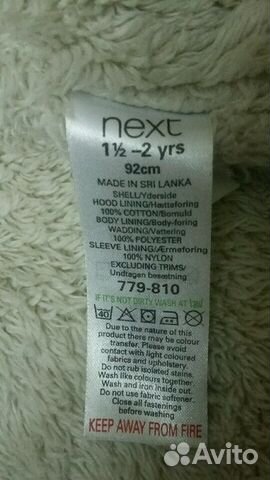 next
1½ -2 yrs
92cm
MADE IN SRI LANKA
SHELL/Yderside
HOOD LINING/Hætteforing
100% COTTON/Bomuld
BODY LINING/Body-foring
WADDING/Vattering
100% POLYESTER
SLEEVE LINING/Ærmeforing
100% NYLON
EXCLUDING TRIMS/
Undtagen besætning
779-810
IF IT'S NOT DIRTY WASH AT
40
Due to the nature of this
product there may be colour
transfer. Please avoid
contact with light coloured
fabrics and upholstery.
Do not rub isolated stains.
Wash like colours together.
Wash and iron inside out.
Do not use fabric softener.
Close all fastenings
before washing
KEEP AWAY FROM FIRE
Avito